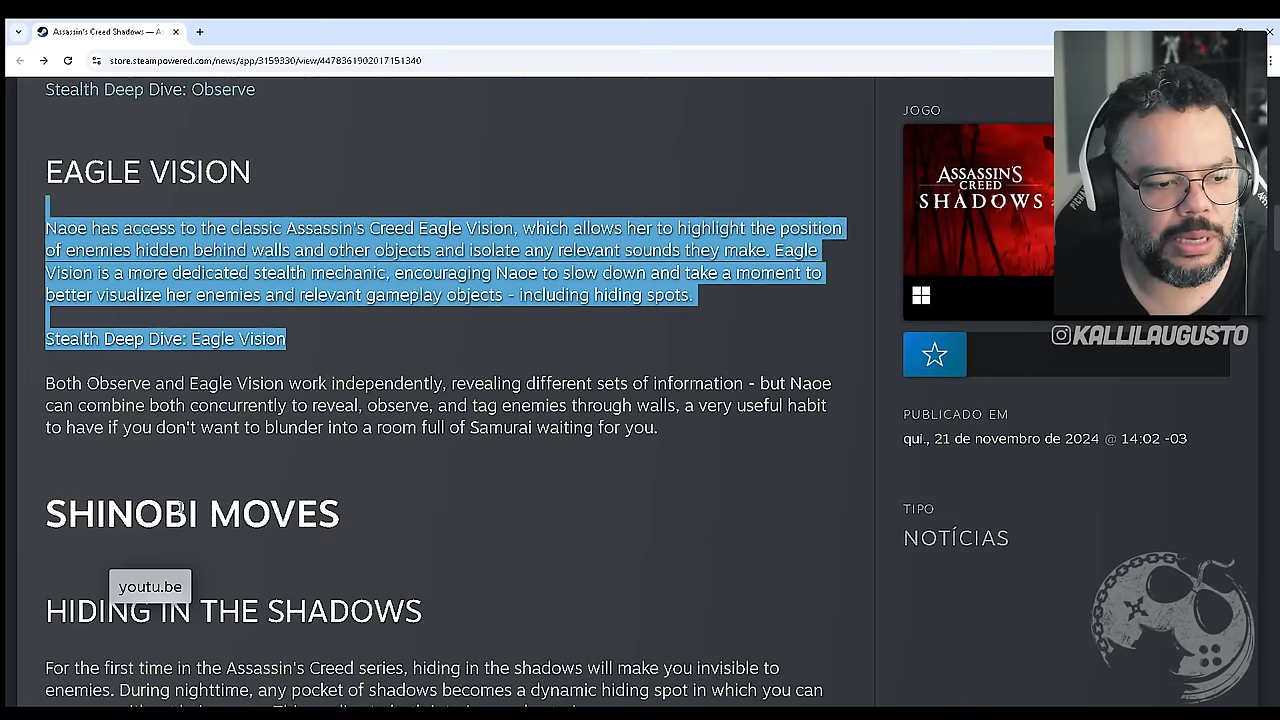 Assassin's Creed Shadows — A
store.steampowered.com/news/app/3159330/view/4478361902017151340
Stealth Deep Dive: Observe
EAGLE VISION
Naoe has access to the classic Assassin's Creed Eagle Vision, which allows her to highlight the position
of enemies hidden behind walls and other objects and isolate any relevant sounds they make. Eagle
Vision is a more dedicated stealth mechanic, encouraging Naoe to slow down and take a moment to
better visualize her enemies and relevant gameplay objects - including hiding spots.
Stealth Deep Dive: Eagle Vision
Both Observe and Eagle Vision work independently, revealing different sets of information - but Naoe
can combine both concurrently to reveal, observe, and tag enemies through walls, a very useful habit
to have if you don't want to blunder into a room full of Samurai waiting for you.
SHINOBI MOVES
youtu.be
HIDING IN THE SHADOWS
For the first time in the Assassin's Creed series, hiding in the shadows will make you invisible to
enemies. During nighttime, any pocket of shadows becomes a dynamic hiding spot in which you can
JOGO
ASSASSIN'S
CREED
SHADOWS
KALLILAUGUSTO
PUBLICADO EM
qui., 21 de novembro de 2024 @ 14:02 -03
TIPO
NOTÍCIAS